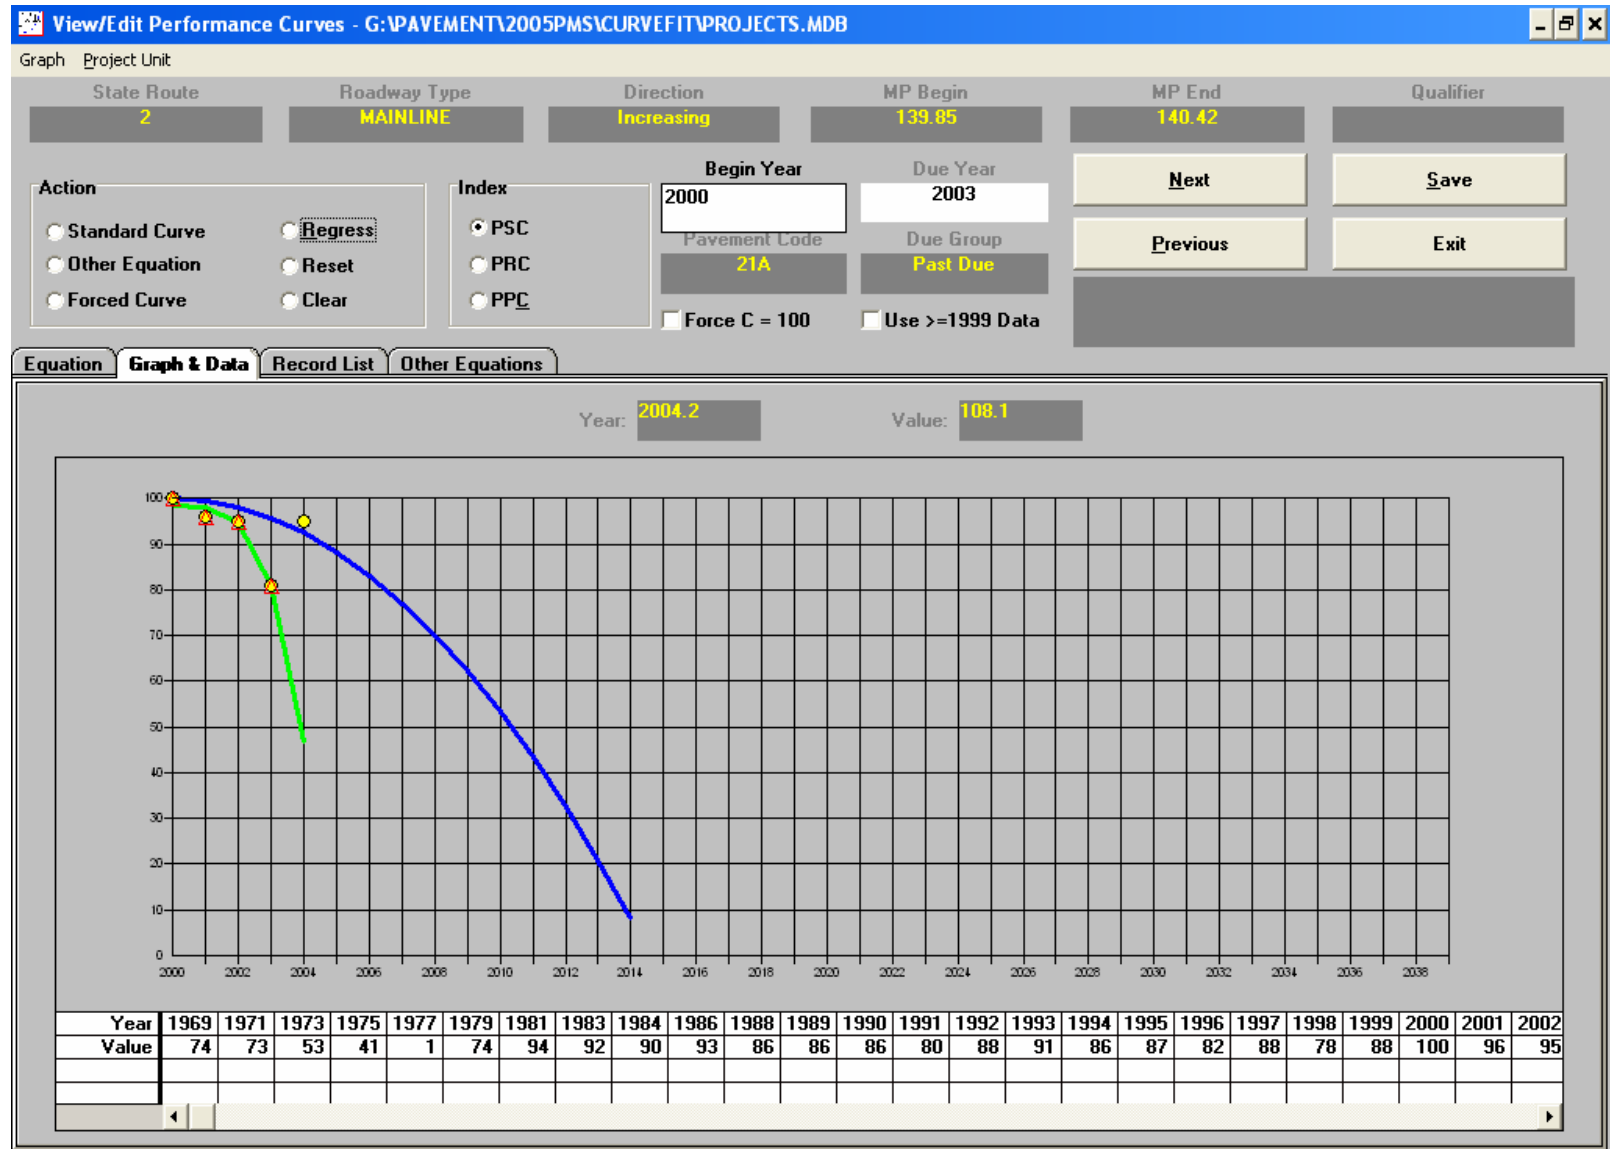 View/Edit Performance Curves - G:\PAVEMENT\2005PMS\CURVEFIT\PROJECTS.MDB
Graph Project Unit
State Route Roadway Type Direction MP Begin MP End Qualifier
2 MAINLINE Increasing 139.85 140.42
Begin Year Due Year
Action Index 2000 2003 Next Save
Standard Curve Regress PSC
Pavement Code Due Group Previous Exit
Other Equation Reset PRC 21A Past Due
Forced Curve Clear PPC
Force C = 100 Use >=1999 Data
Equation Graph & Data Record List Other Equations
Year: 2004.2 Value: 108.1
100
90
80
70
60
50
40
30
20
10
0
2000 2002 2004 2006 2008 2010 2012 2014 2016 2018 2020 2022 2024 2026 2028 2030 2032 2034 2036 2038
Year 1969 1971 1973 1975 1977 1979 1981 1983 1984 1986 1988 1989 1990 1991 1992 1993 1994 1995 1996 1997 1998 1999 2000 2001 2002
Value 74 73 53 41 1 74 94 92 90 93 86 86 86 80 88 91 86 87 82 88 78 88 100 96 95